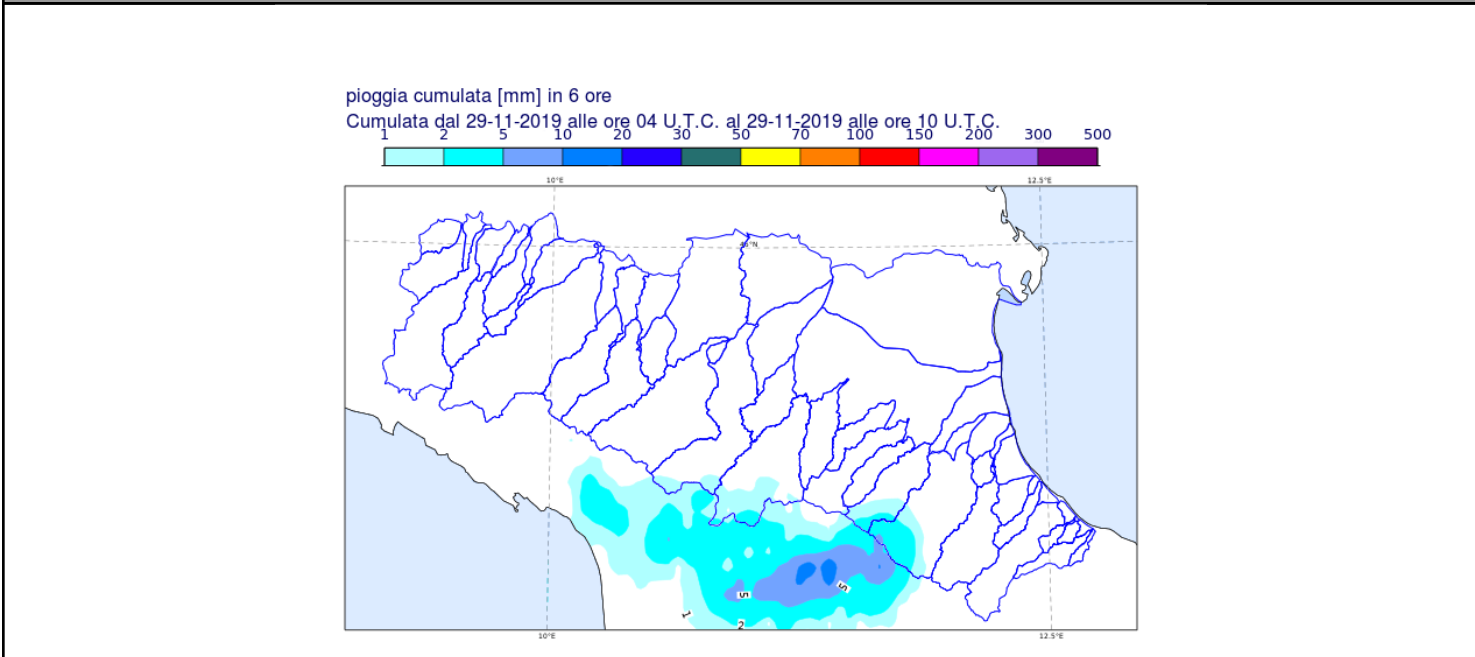 pioggia cumulata [mm] in 6 ore
Cumulata dal 29-11-2019 alle ore 04 U.T.C. al 29-11-2019 alle ore 10 U.T.C.
1 2 5 10 20 30 50 70 100 150 200 300 500
10°E 12.5°E
45°N
5 5
1
2
10°E 12.5°E